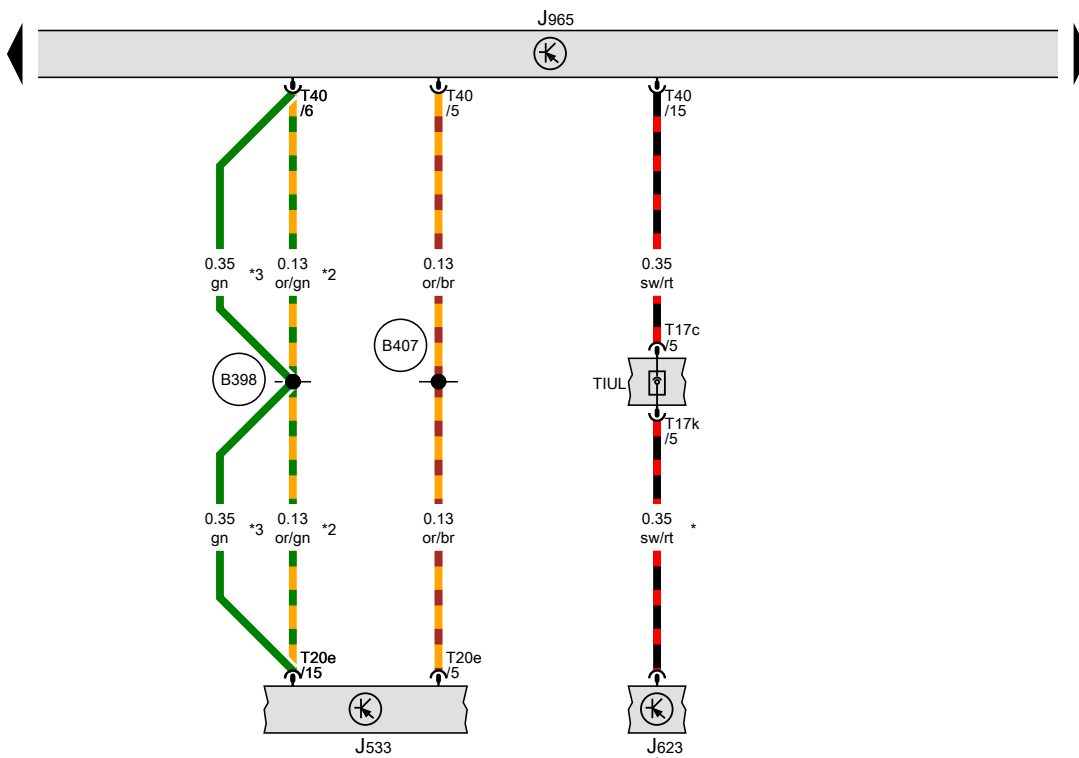 J965
T40
/6
T40
/5
T40
/15
0.35
gn
*3
0.13
or/gn
*2
0.13
or/br
0.35
sw/rt
B398
B407
T17c
/5
TIUL
T17k
/5
0.35
gn
*3
0.13
or/gn
*2
0.13
or/br
0.35
sw/rt
*
T20e
/15
T20e
/5
J533
J623